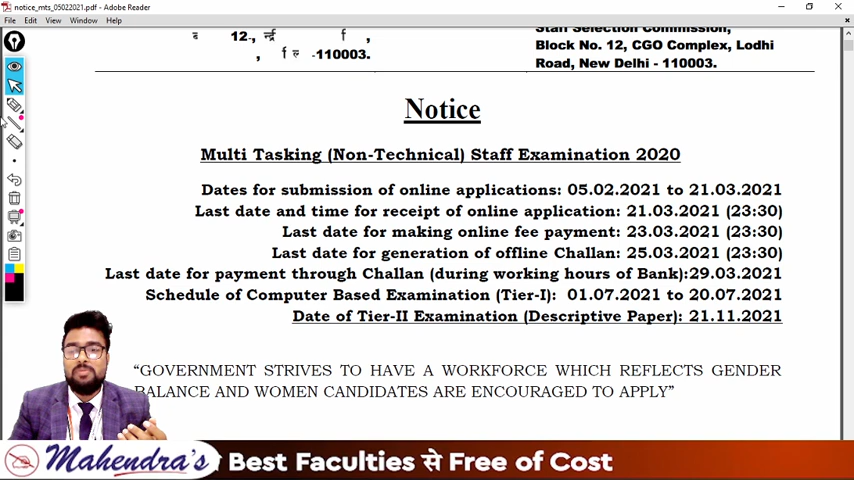 notice_mts_05022021.pdf - Adobe Reader
File Edit View Window Help
12-,
-110003.
Staff Selection Commission,
Block No. 12, CGO Complex, Lodhi
Road, New Delhi - 110003.
Notice
Multi Tasking (Non-Technical) Staff Examination 2020
Dates for submission of online applications: 05.02.2021 to 21.03.2021
Last date and time for receipt of online application: 21.03.2021 (23:30)
Last date for making online fee payment: 23.03.2021 (23:30)
Last date for generation of offline Challan: 25.03.2021 (23:30)
Last date for payment through Challan (during working hours of Bank):29.03.2021
Schedule of Computer Based Examination (Tier-I): 01.07.2021 to 20.07.2021
Date of Tier-II Examination (Descriptive Paper): 21.11.2021
“GOVERNMENT STRIVES TO HAVE A WORKFORCE WHICH REFLECTS GENDER
BALANCE AND WOMEN CANDIDATES ARE ENCOURAGED TO APPLY”
Mahendra's Best Faculties से Free of Cost